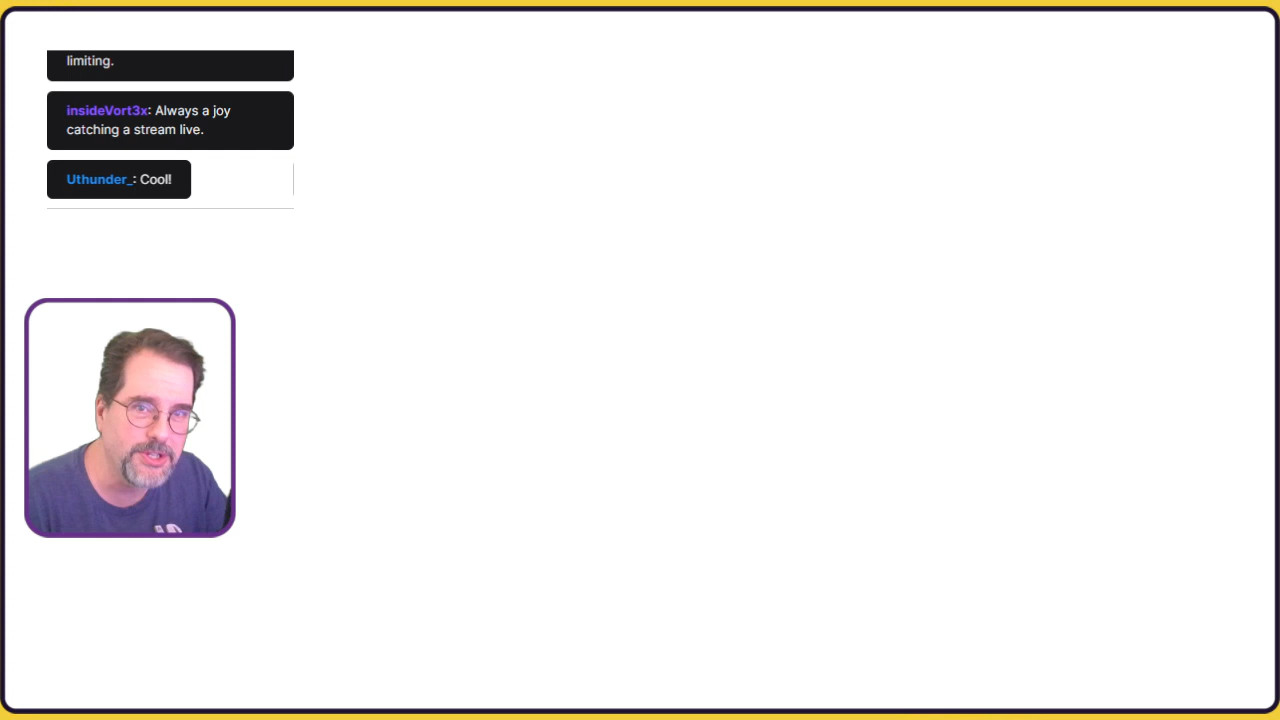 limiting.
insideVort3x: Always a joy
catching a stream live.
Uthunder_: Cool!